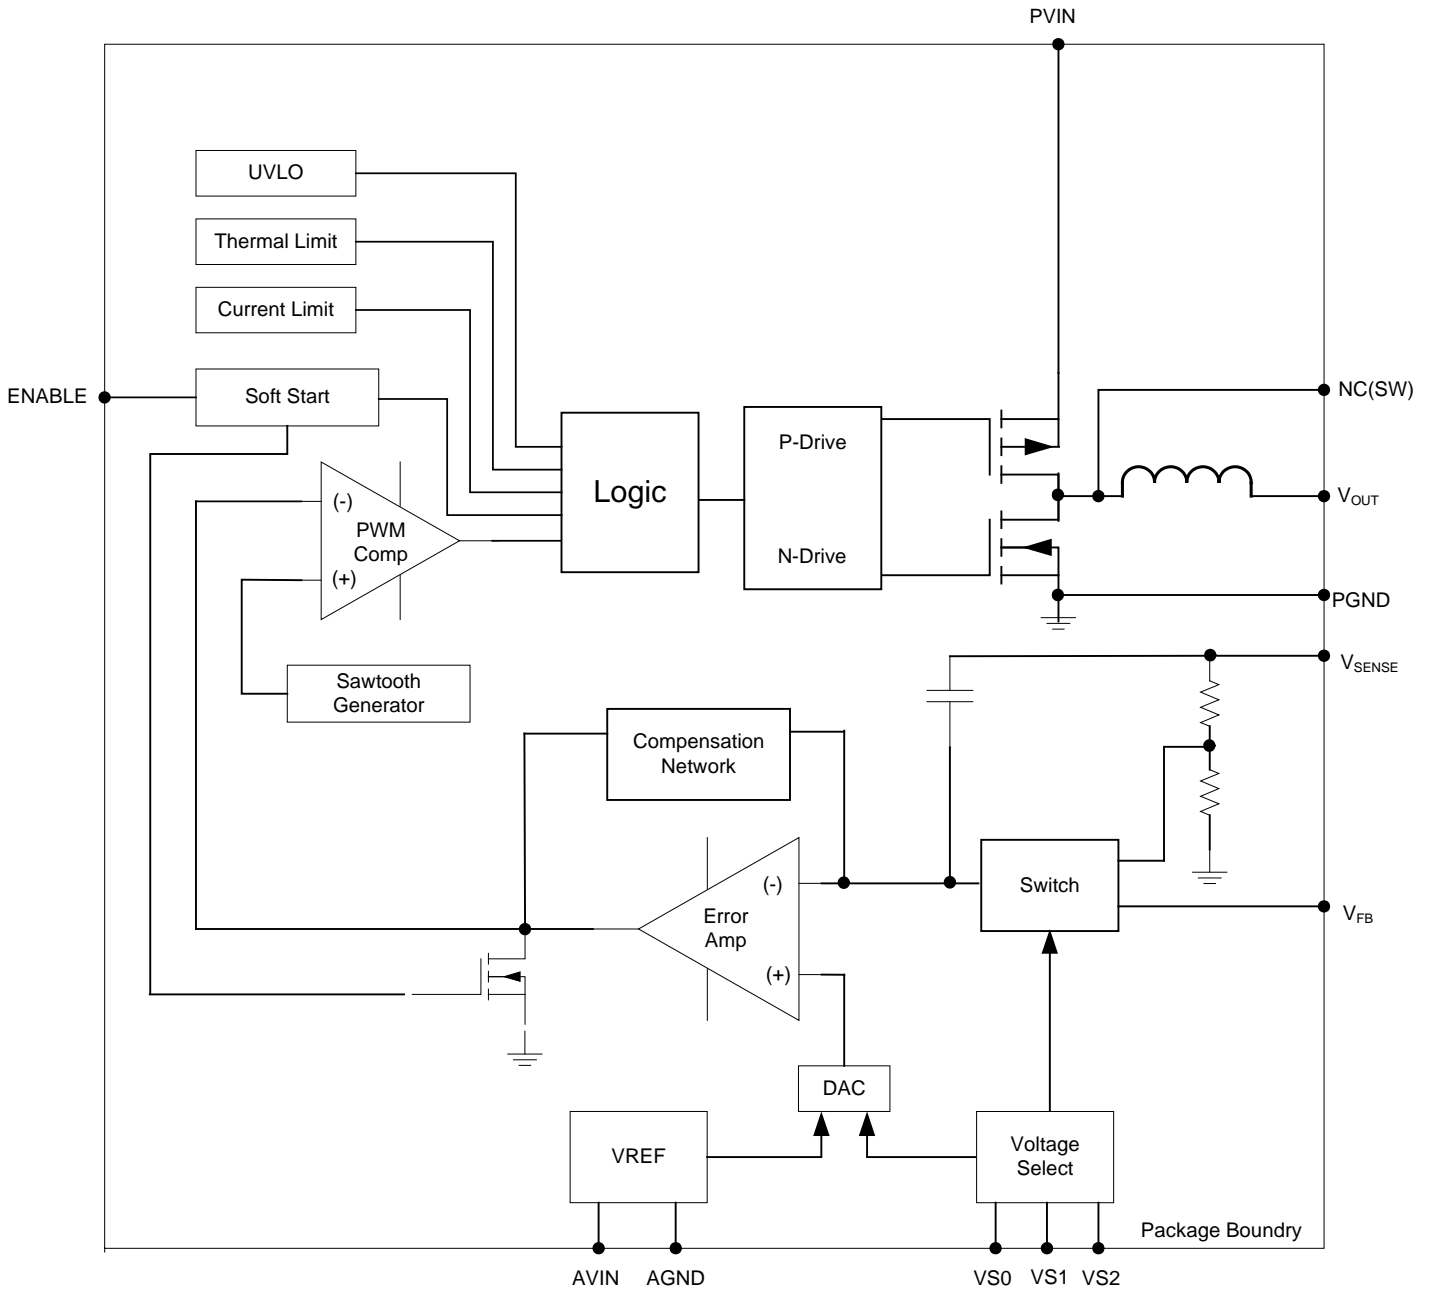 PVIN
UVLO
Thermal Limit
Current Limit
ENABLE
Soft Start
NC(SW)
P-Drive
Logic
(-)
PWM
Comp
(+)
N-Drive
VOUT
PGND
VSENSE
Sawtooth
Generator
Compensation
Network
(-)
Error
Amp
(+)
Switch
VFB
DAC
VREF
Voltage
Select
Package Boundry
AVIN
AGND
VS0
VS1
VS2